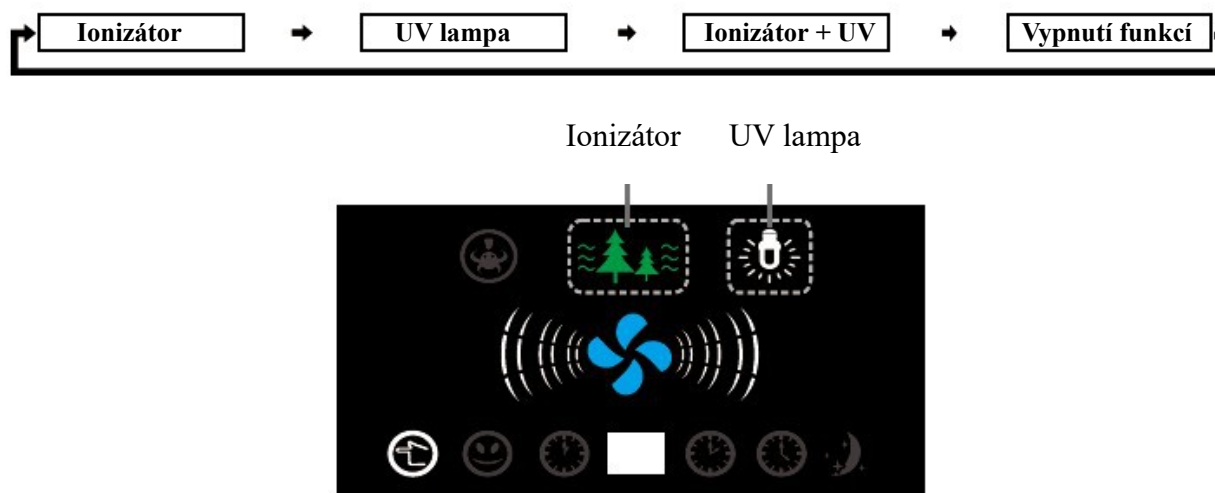 Ionizátor UV lampa Ionizátor + UV Vypnutí funkcí
Ionizátor UV lampa